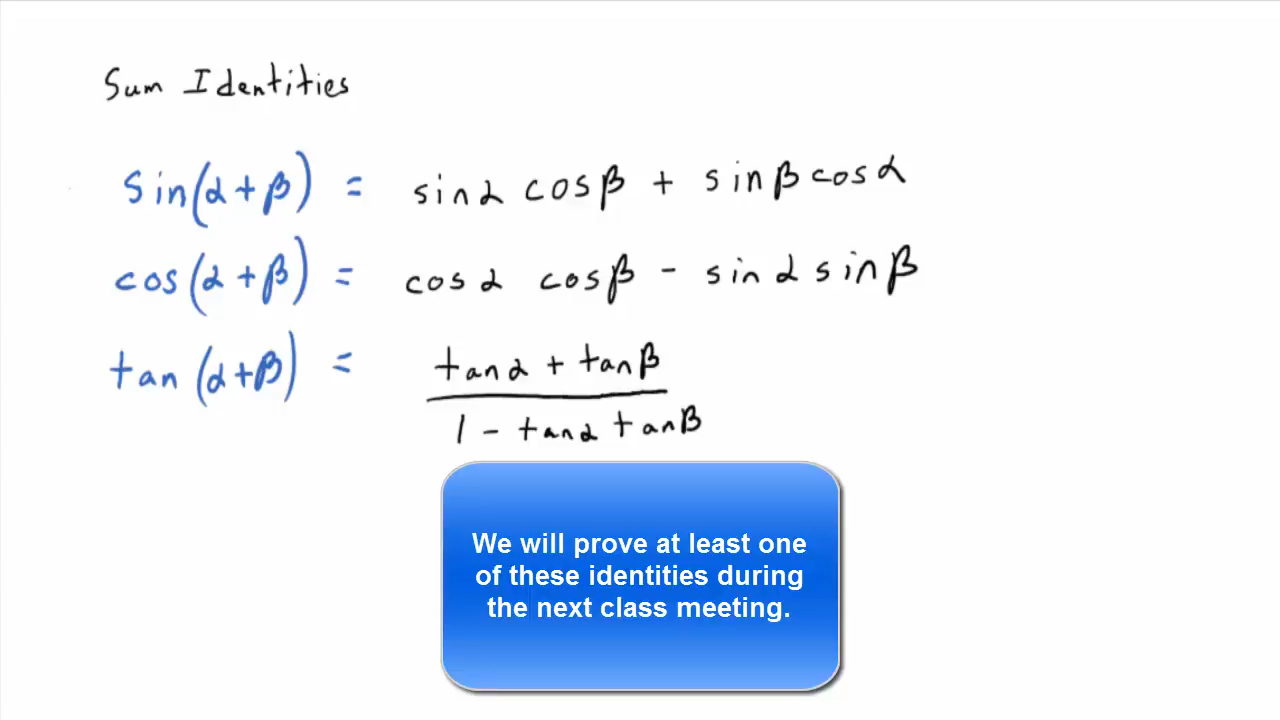 Sum Identities
sin(α+β) = sinα cosβ + sinβ cosα
cos(α+β) = cosα cosβ - sinα sinβ
tan(α+β) = tanα + tanβ
1 - tanα tanβ
We will prove at least one
of these identities during
the next class meeting.